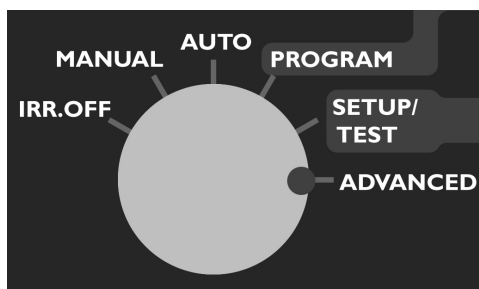 AUTO
MANUAL
PROGRAM
IRR.OFF
SETUP/
TEST
ADVANCED